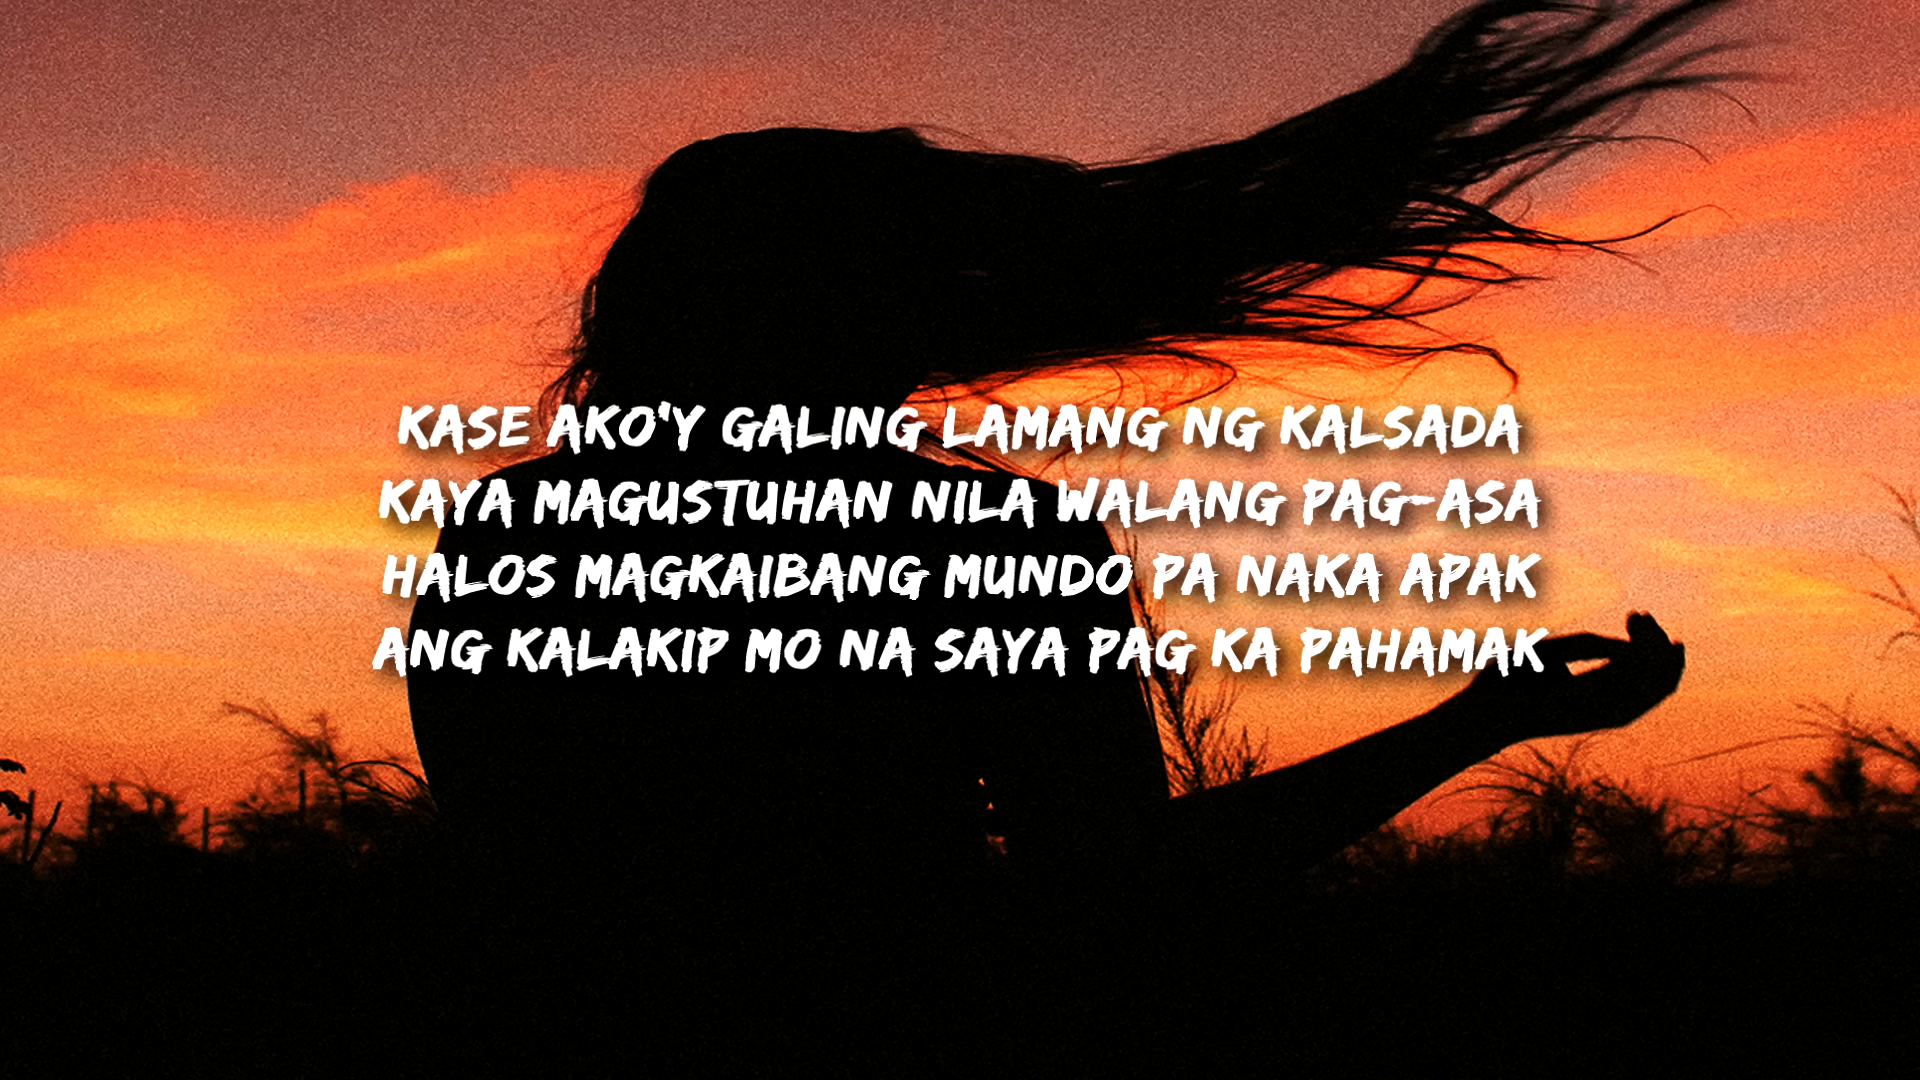 KASE AKO'Y GALING LAMANG NG KALSADA
KAYA MAGUSTUHAN NILA WALANG PAG-ASA
HALOS MAGKAIBANG MUNDO PA NAKA APAK
ANG KALAKIP MO NA SAYA PAG KA PAHAMAK